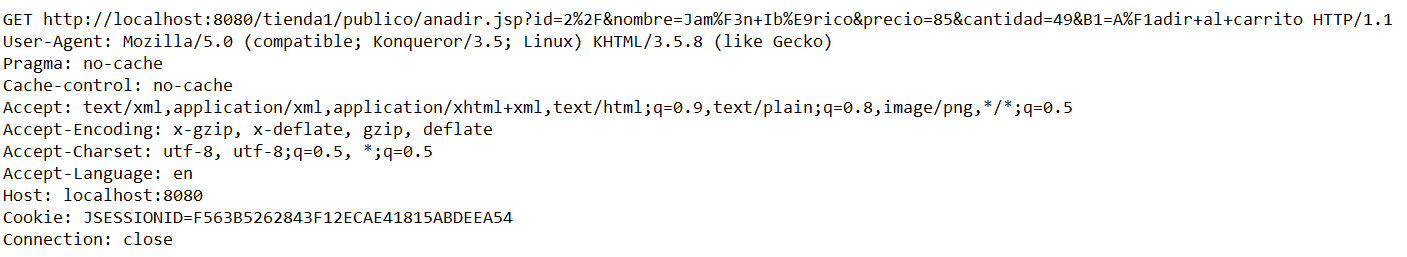 GET http://localhost:8080/tienda1/publico/anadir.jsp?id=2%2F&nombre=Jam%F3n+Ib%E9rico&precio=85&cantidad=49&B1=A%F1adir+al+carrito HTTP/1.1
User-Agent: Mozilla/5.0 (compatible; Konqueror/3.5; Linux) KHTML/3.5.8 (like Gecko)
Pragma: no-cache
Cache-control: no-cache
Accept: text/xml,application/xml,application/xhtml+xml,text/html;q=0.9,text/plain;q=0.8,image/png,*/*;q=0.5
Accept-Encoding: x-gzip, x-deflate, gzip, deflate
Accept-Charset: utf-8, utf-8;q=0.5, *;q=0.5
Accept-Language: en
Host: localhost:8080
Cookie: JSESSIONID=F563B5262843F12ECAE41815ABDEEA54
Connection: close